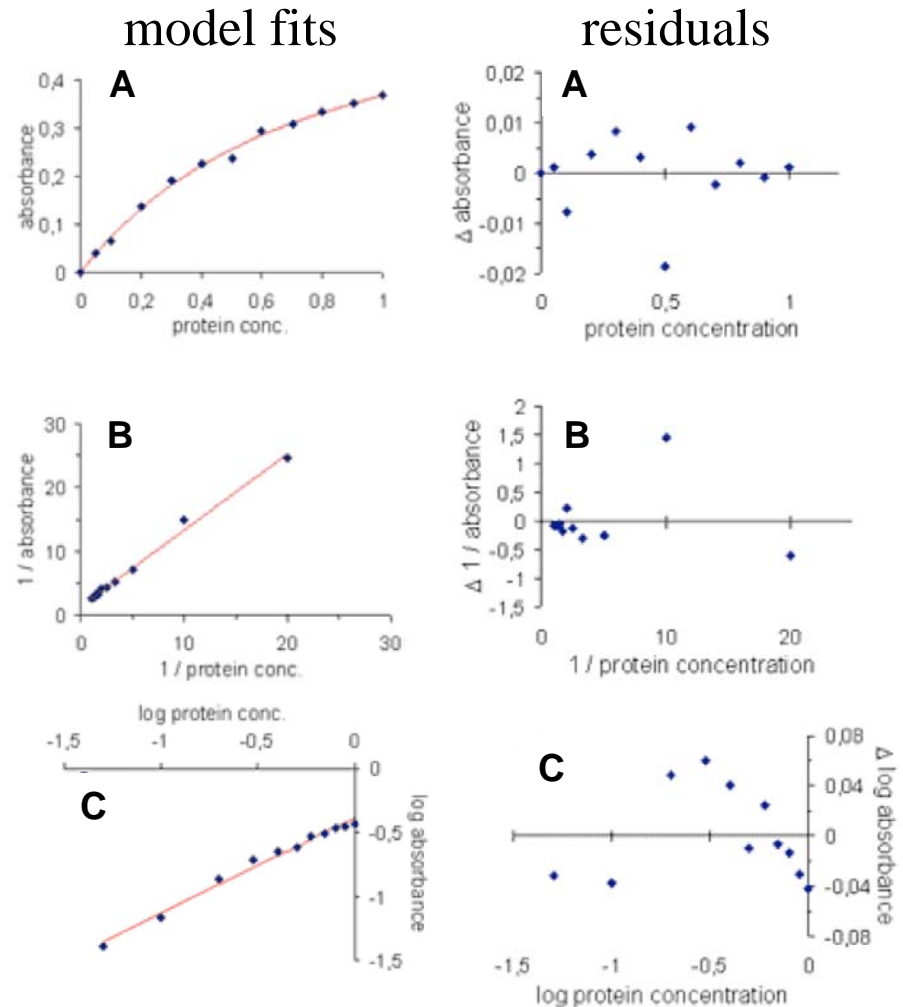 model fits
residuals
A
0,4
0,3
0,2
0,1
0
absorbance
0 0,2 0,4 0,6 0,8 1
protein conc.
A
0,02
0,01
0
-0,01
-0,02
Δ absorbance
0 0,5 1
protein concentration
B
30
20
10
0
1 / absorbance
0 10 20 30
1 / protein conc.
B
2
1,5
1
0,5
0
-0,5
-1
-1,5
Δ 1 / absorbance
0 10 20
1 / protein concentration
log protein conc.
-1,5 -1 -0,5 0
C
0
-0,5
-1
-1,5
log absorbance
C
0,08
0,04
0
-0,04
-0,08
Δ log absorbance
-1,5 -1 -0,5 0
log protein concentration